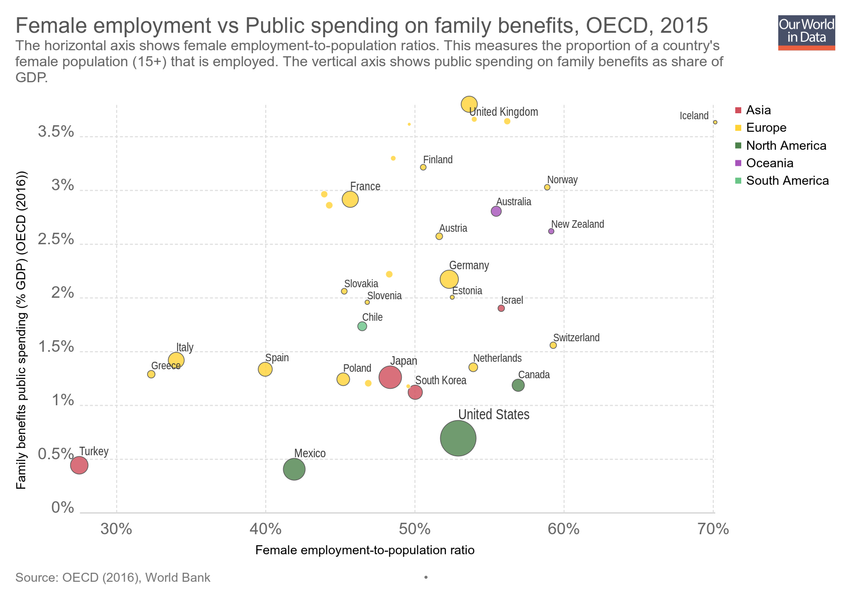 Female employment vs Public spending on family benefits, OECD, 2015
The horizontal axis shows female employment-to-population ratios. This measures the proportion of a country's
female population (15+) that is employed. The vertical axis shows public spending on family benefits as share of
GDP.
Our World
in Data
Asia
Europe
North America
Oceania
South America
Family benefits public spending (% GDP) (OECD (2016))
3.5%
3%
2.5%
2%
1.5%
1%
0.5%
0%
United Kingdom
Iceland
Finland
Norway
France
Australia
New Zealand
Austria
Germany
Slovakia
Estonia
Slovenia
Israel
Chile
Switzerland
Italy
Greece
Spain
Japan
Netherlands
Poland
South Korea
Canada
United States
Turkey
Mexico
30%
40%
50%
60%
70%
Female employment-to-population ratio
Source: OECD (2016), World Bank
•